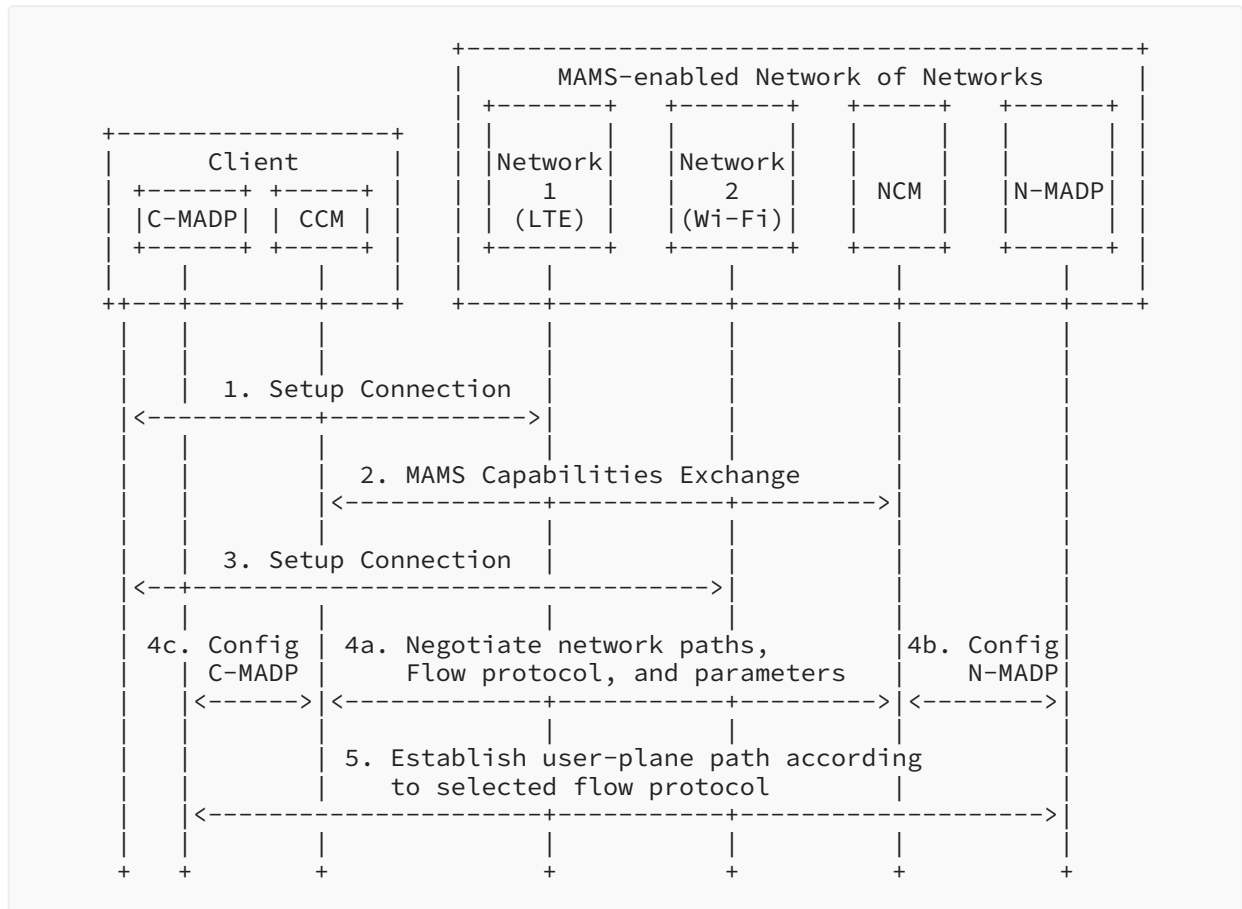 MAMS-enabled Network of Networks
Client
Network Network
1 2 NCM N-MADP
C-MADP CCM (LTE) (Wi-Fi)
1. Setup Connection
2. MAMS Capabilities Exchange
3. Setup Connection
4c. Config 4a. Negotiate network paths, 4b. Config
C-MADP Flow protocol, and parameters N-MADP
5. Establish user-plane path according
to selected flow protocol